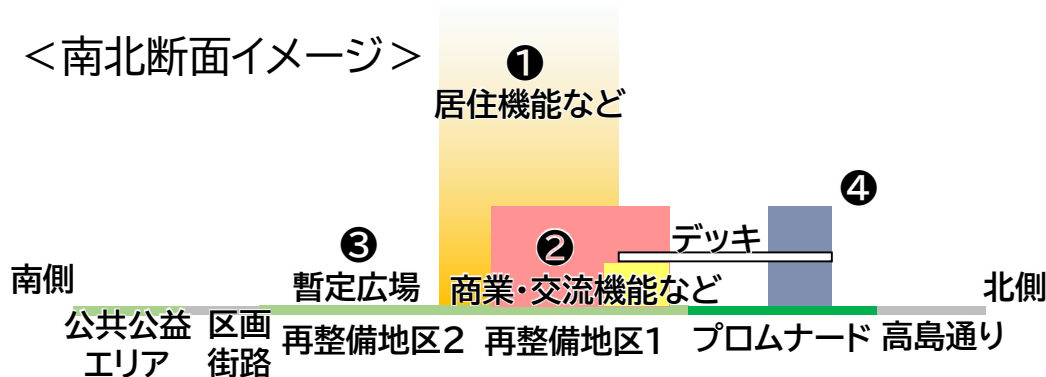 ＜南北断面イメージ＞
❶
居住機能など
❹
❸
❷
デッキ
南側
暫定広場
商業・交流機能など
北側
公共公益
エリア
区画
街路
再整備地区2
再整備地区1
プロムナード
高島通り